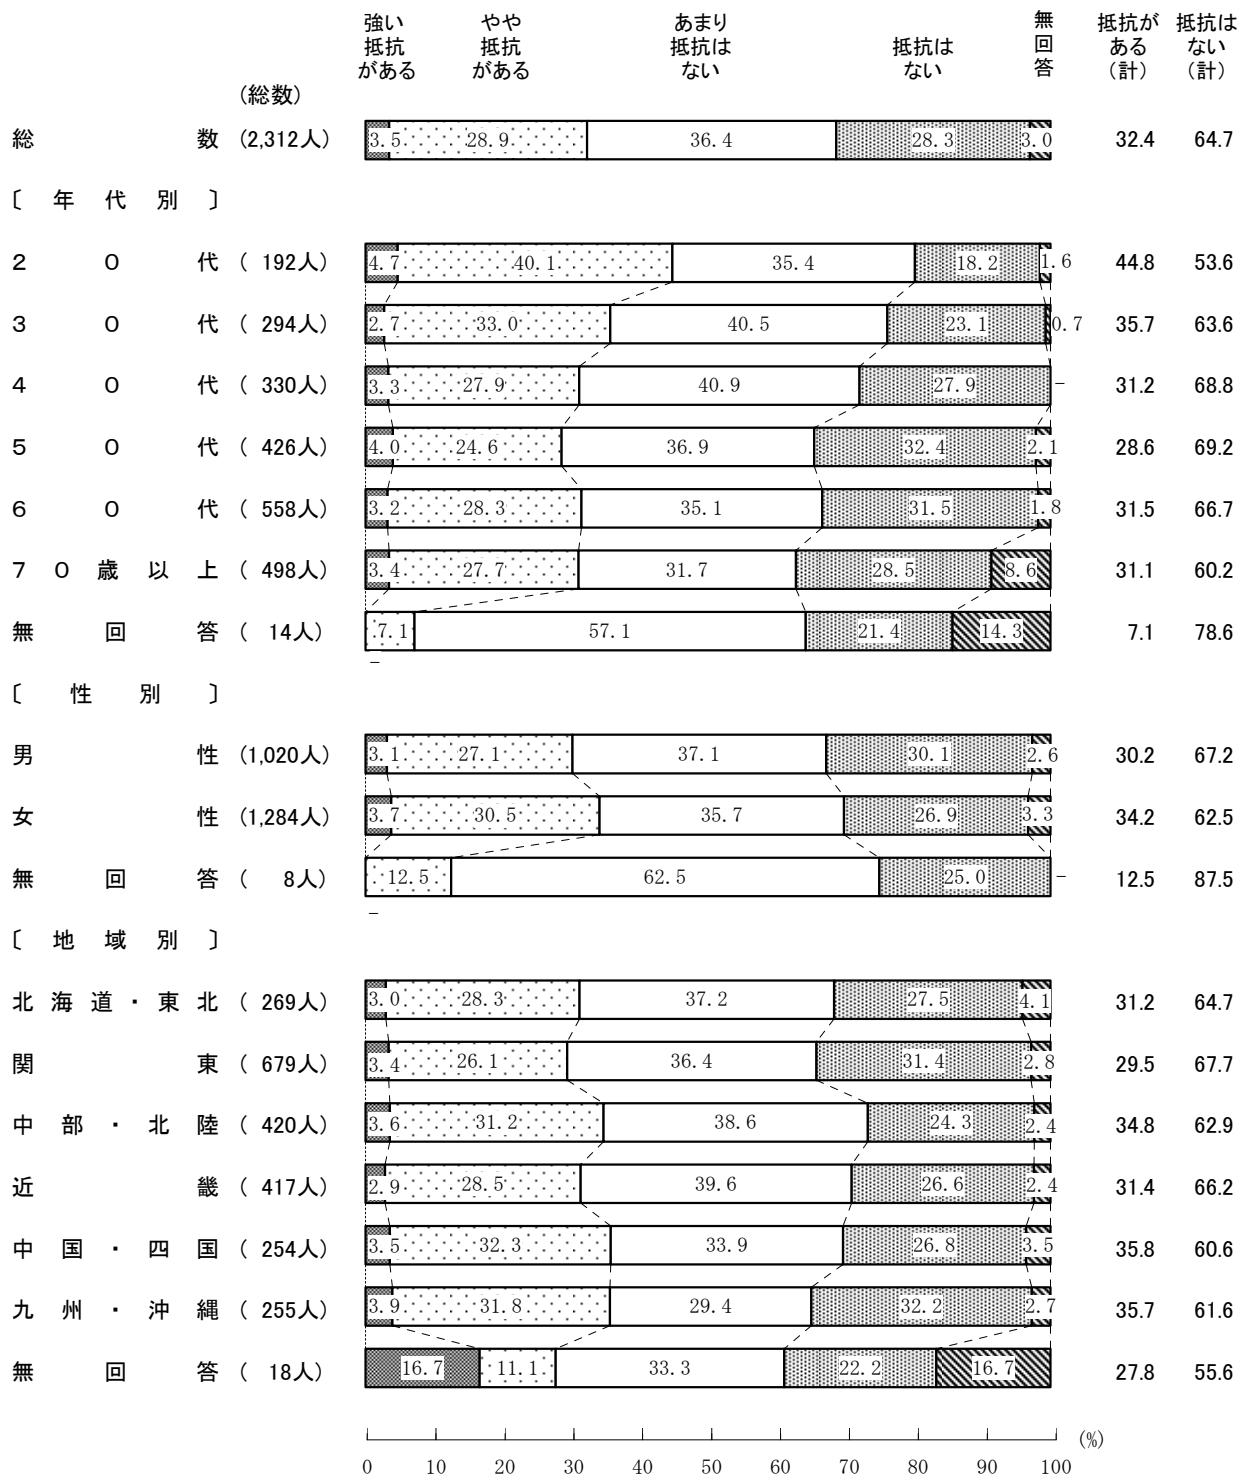 強い 抵抗 がある
やや 抵抗 がある
あまり 抵抗は ない
抵抗は ない
無回答
抵抗が ある （計）
抵抗は ない （計）
（総数）
総数 (2,312人) 3.5 28.9 36.4 28.3 3.0 32.4 64.7
〔年代別〕
２０代 ( 192人) 4.7 40.1 35.4 18.2 1.6 44.8 53.6
３０代 ( 294人) 2.7 33.0 40.5 23.1 0.7 35.7 63.6
４０代 ( 330人) 3.3 27.9 40.9 27.9 − 31.2 68.8
５０代 ( 426人) 4.0 24.6 36.9 32.4 2.1 28.6 69.2
６０代 ( 558人) 3.2 28.3 35.1 31.5 1.8 31.5 66.7
７０歳以上 ( 498人) 3.4 27.7 31.7 28.5 8.6 31.1 60.2
無回答 ( 14人) 7.1 57.1 21.4 14.3 7.1 78.6
−
〔性別〕
男性 (1,020人) 3.1 27.1 37.1 30.1 2.6 30.2 67.2
女性 (1,284人) 3.7 30.5 35.7 26.9 3.3 34.2 62.5
無回答 ( 8人) 12.5 62.5 25.0 − 12.5 87.5
−
〔地域別〕
北海道・東北 ( 269人) 3.0 28.3 37.2 27.5 4.1 31.2 64.7
関東 ( 679人) 3.4 26.1 36.4 31.4 2.8 29.5 67.7
中部・北陸 ( 420人) 3.6 31.2 38.6 24.3 2.4 34.8 62.9
近畿 ( 417人) 2.9 28.5 39.6 26.6 2.4 31.4 66.2
中国・四国 ( 254人) 3.5 32.3 33.9 26.8 3.5 35.8 60.6
九州・沖縄 ( 255人) 3.9 31.8 29.4 32.2 2.7 35.7 61.6
無回答 ( 18人) 16.7 11.1 33.3 22.2 16.7 27.8 55.6
(%)
0 10 20 30 40 50 60 70 80 90 100